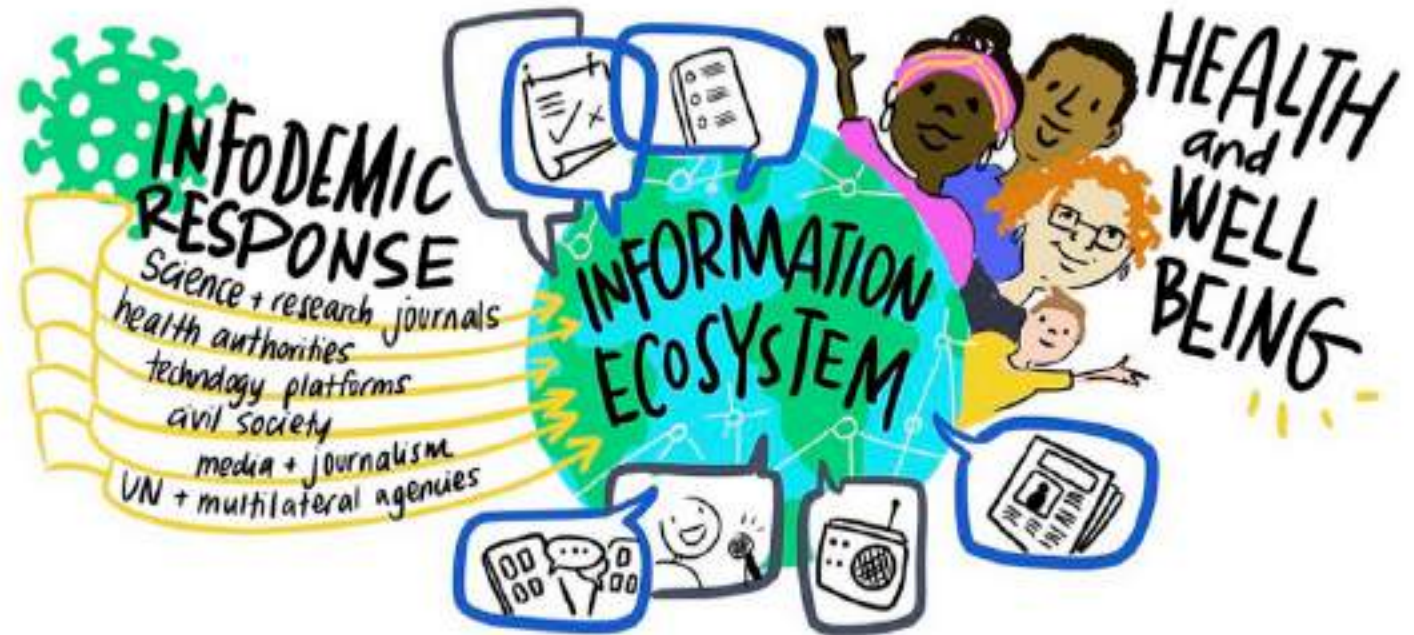 INFODEMIC
RESPONSE
science + research journals
health authorities
technology platforms
civil society
media + journalism
UN + multilateral agencies
INFORMATION
ECOSYSTEM
HEALTH
and
WELL
BEING